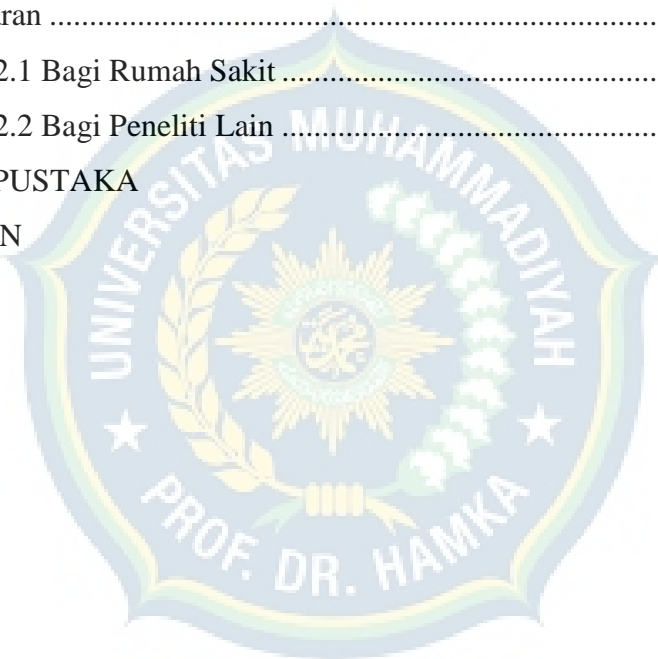 aran ........................................................................
2.1 Bagi Rumah Sakit ............................................
2.2 Bagi Peneliti Lain ............................................
PUSTAKA
N
UNIVERSITAS MUHAMMADIYAH
PROF. DR. HAMKA